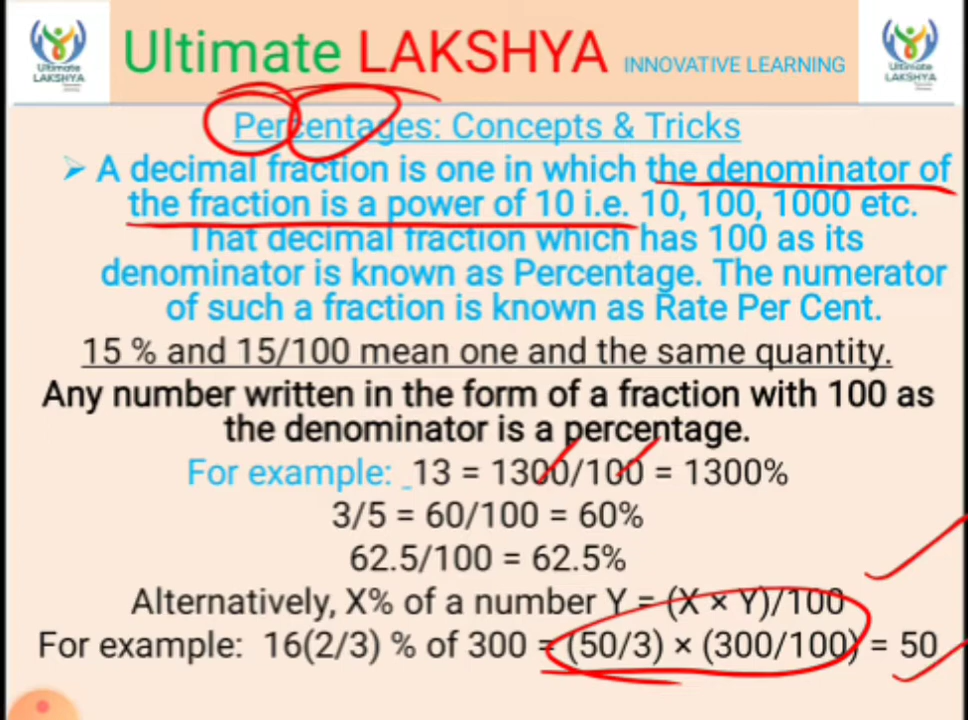 Ultimate LAKSHYA INNOVATIVE LEARNING
Ultimate
LAKSHYA
Ultimate
LAKSHYA
Percentages: Concepts & Tricks
➢ A decimal fraction is one in which the denominator of
the fraction is a power of 10 i.e. 10, 100, 1000 etc.
That decimal fraction which has 100 as its
denominator is known as Percentage. The numerator
of such a fraction is known as Rate Per Cent.
15 % and 15/100 mean one and the same quantity.
Any number written in the form of a fraction with 100 as
the denominator is a percentage.
For example: 13 = 1300/100 = 1300%
3/5 = 60/100 = 60%
62.5/100 = 62.5%
Alternatively, X% of a number Y = (X × Y)/100
For example: 16(2/3) % of 300 = (50/3) × (300/100) = 50